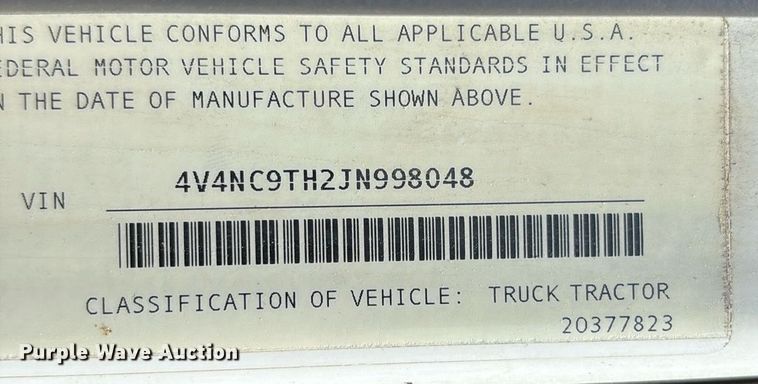 HIS VEHICLE CONFORMS TO ALL APPLICABLE U.S.A.
EDERAL MOTOR VEHICLE SAFETY STANDARDS IN EFFECT
N THE DATE OF MANUFACTURE SHOWN ABOVE.
VIN 4V4NC9TH2JN998048
CLASSIFICATION OF VEHICLE: TRUCK TRACTOR
20377823
Purple Wave Auction